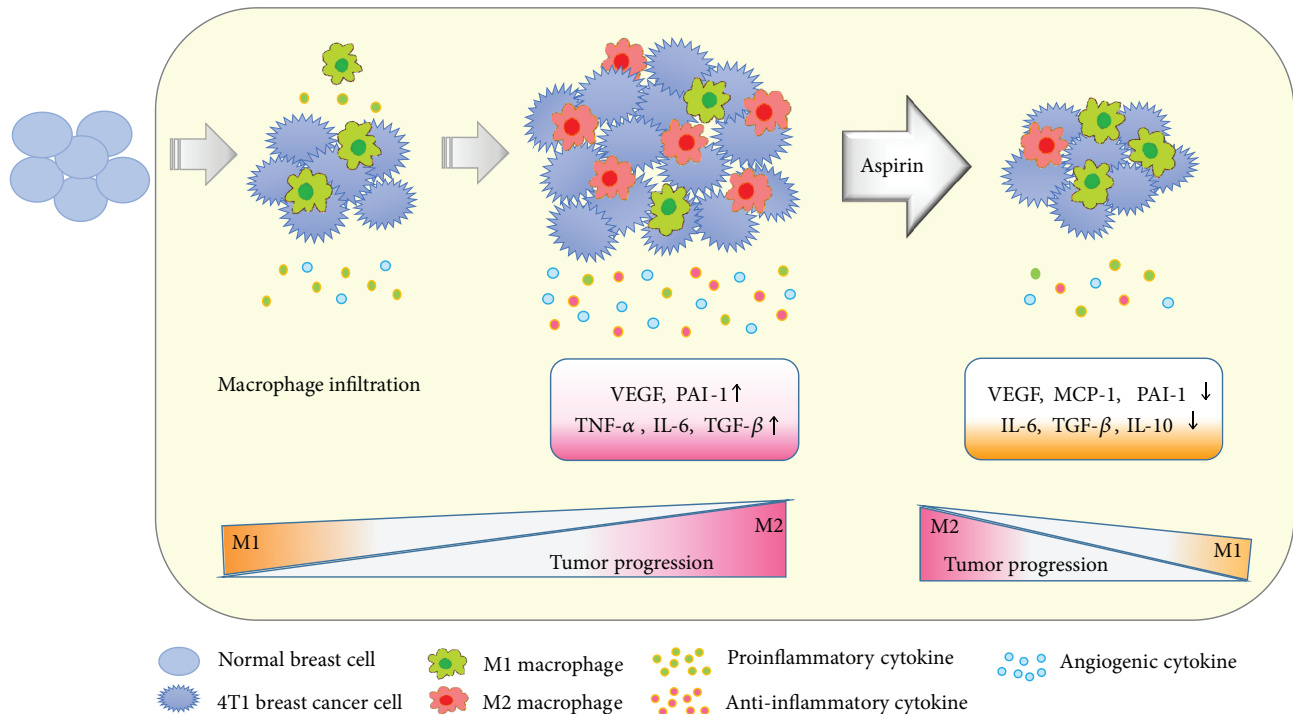 Aspirin
Macrophage infiltration
VEGF, PAI-1 ↑
TNF-α , IL-6, TGF-β ↑
VEGF, MCP-1, PAI-1 ↓
IL-6, TGF-β, IL-10 ↓
M1
M2
Tumor progression
M2
M1
Tumor progression
Normal breast cell
M1 macrophage
Proinflammatory cytokine
Angiogenic cytokine
4T1 breast cancer cell
M2 macrophage
Anti-inflammatory cytokine